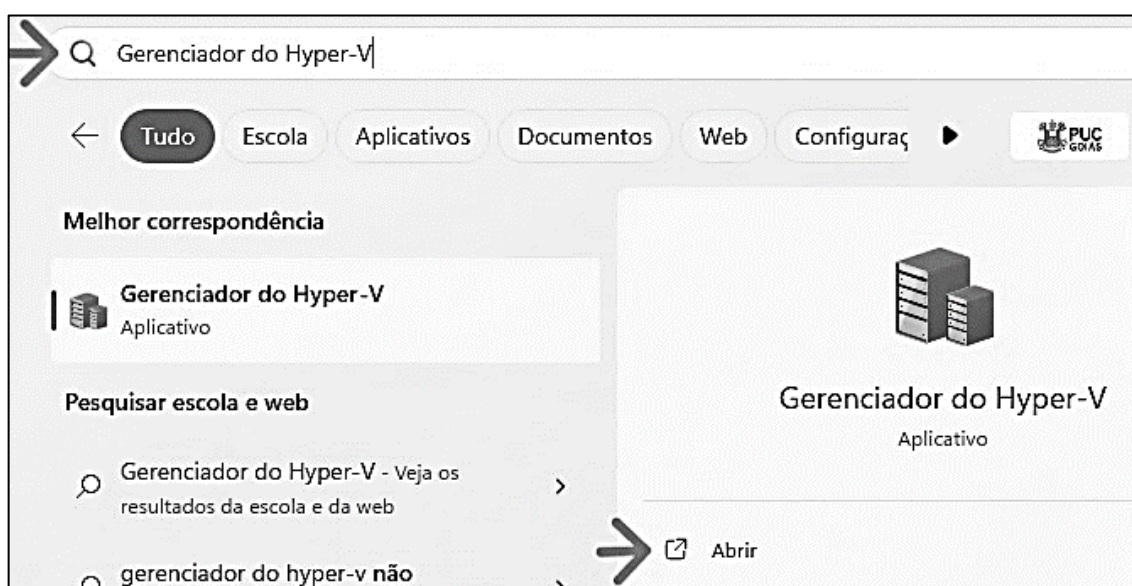 Gerenciador do Hyper-V
Tudo
Escola
Aplicativos
Documentos
Web
Configuraç
PUC
GOIÁS
Melhor correspondência
Gerenciador do Hyper-V
Aplicativo
Pesquisar escola e web
Gerenciador do Hyper-V - Veja os
resultados da escola e da web
gerenciador do hyper-v não
Gerenciador do Hyper-V
Aplicativo
Abrir